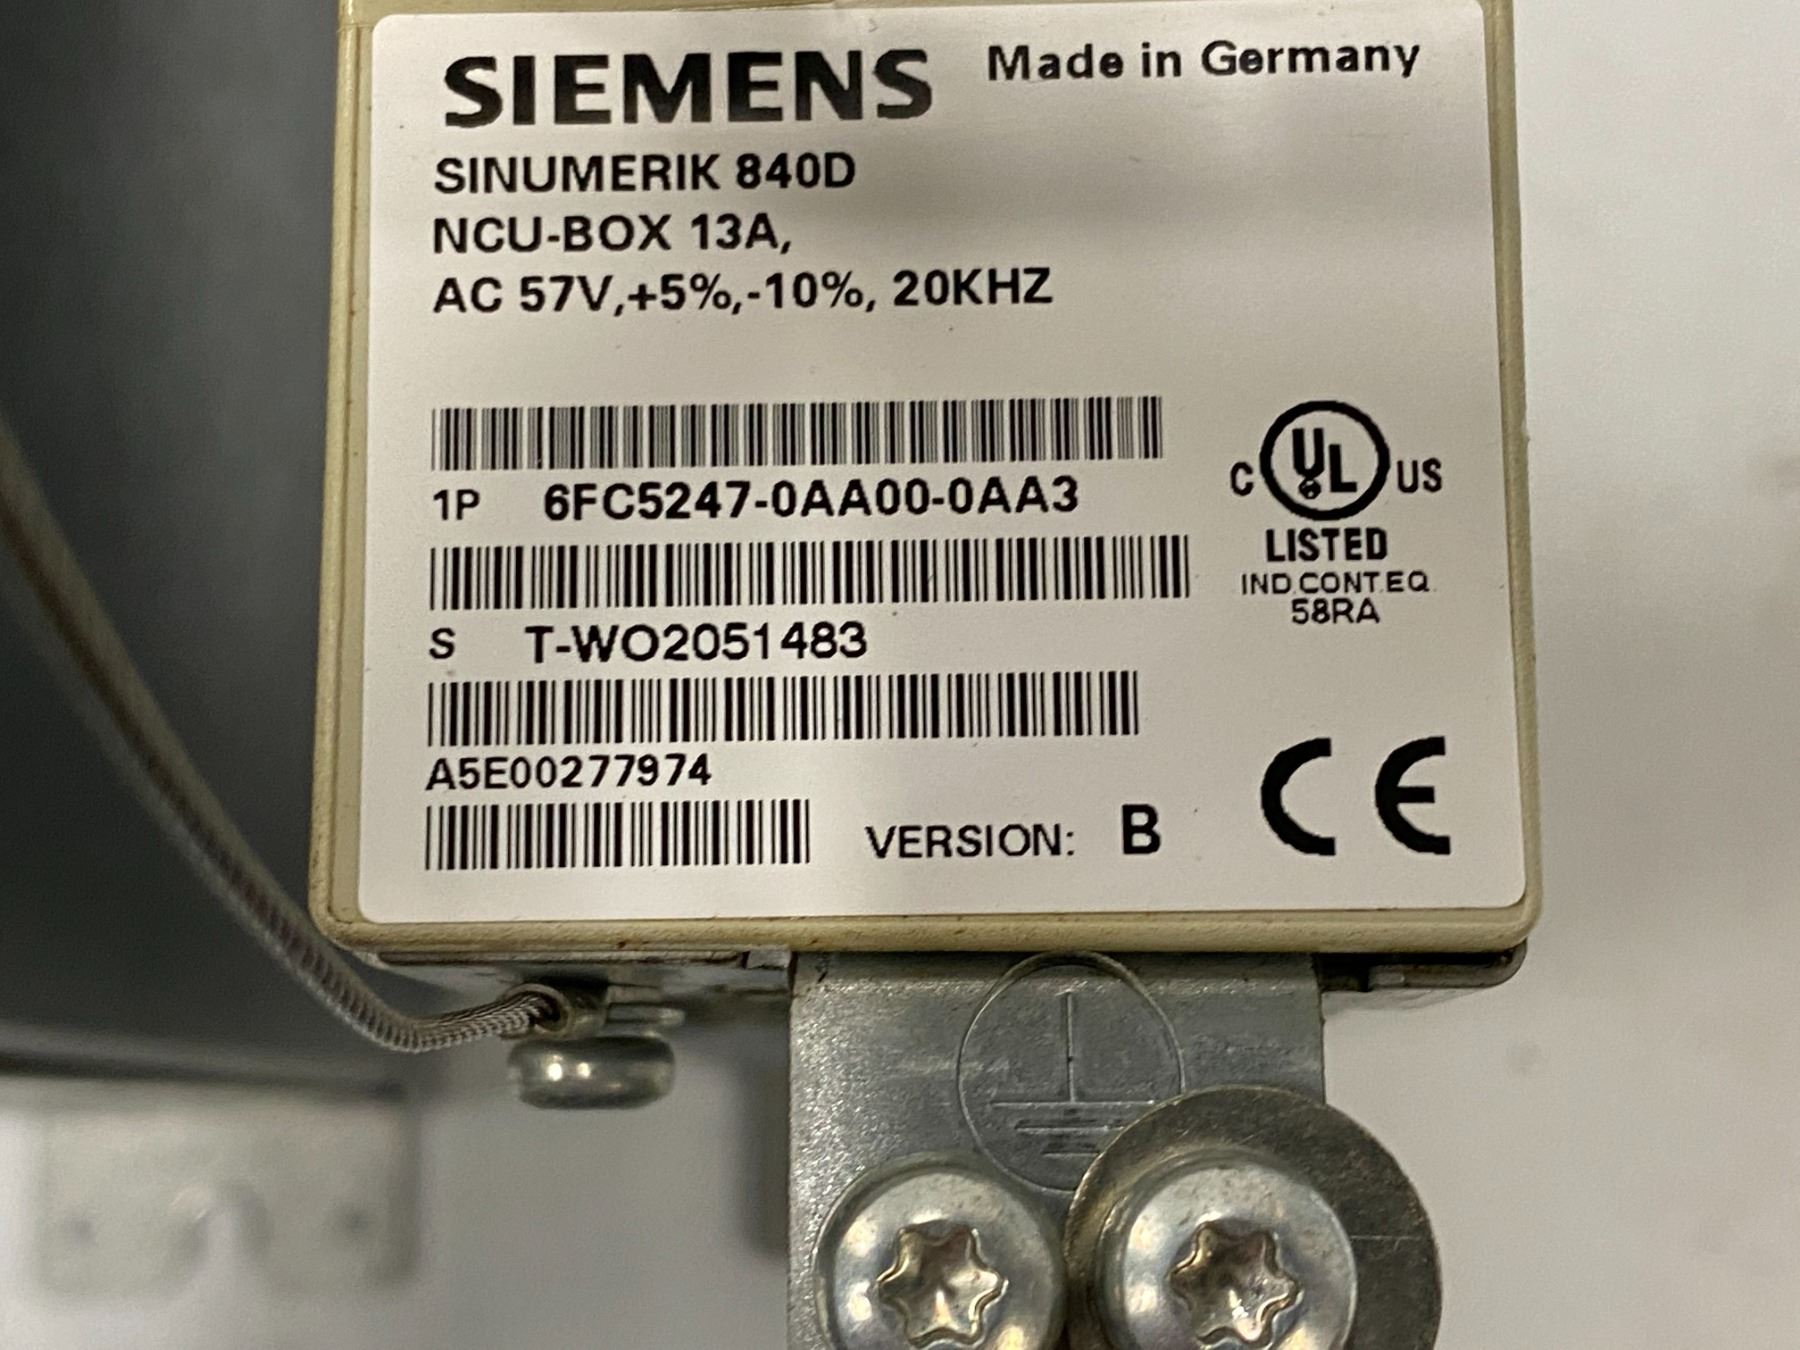 SIEMENS Made in Germany
SINUMERIK 840D
NCU-BOX 13A,
AC 57V,+5%,-10%, 20KHZ
1P 6FC5247-0AA00-0AA3
C UL US
LISTED
IND.CONT.EQ.
58RA
S T-WO2051483
A5E00277974
VERSION: B
CE